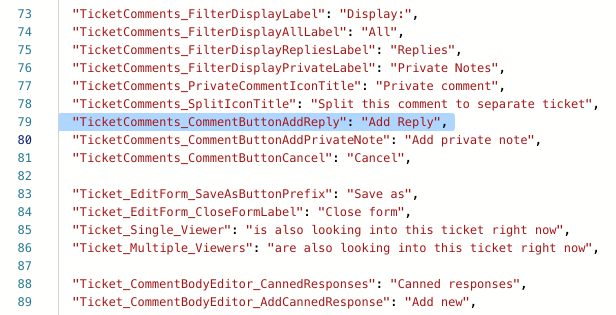 73 "TicketComments_FilterDisplayLabel": "Display:",
74 "TicketComments_FilterDisplayAllLabel": "All",
75 "TicketComments_FilterDisplayRepliesLabel": "Replies",
76 "TicketComments_FilterDisplayPrivateLabel": "Private Notes",
77 "TicketComments_PrivateCommentIconTitle": "Private comment",
78 "TicketComments_SplitIconTitle": "Split this comment to separate ticket",
79 "TicketComments_CommentButtonAddReply": "Add Reply",
80 "TicketComments_CommentButtonAddPrivateNote": "Add private note",
81 "TicketComments_CommentButtonCancel": "Cancel",
82
83 "Ticket_EditForm_SaveAsButtonPrefix": "Save as",
84 "Ticket_EditForm_CloseFormLabel": "Close form",
85 "Ticket_Single_Viewer": "is also looking into this ticket right now",
86 "Ticket_Multiple_Viewers": "are also looking into this ticket right now",
87
88 "Ticket_CommentBodyEditor_CannedResponses": "Canned responses",
89 "Ticket_CommentBodyEditor_AddCannedResponse": "Add new",